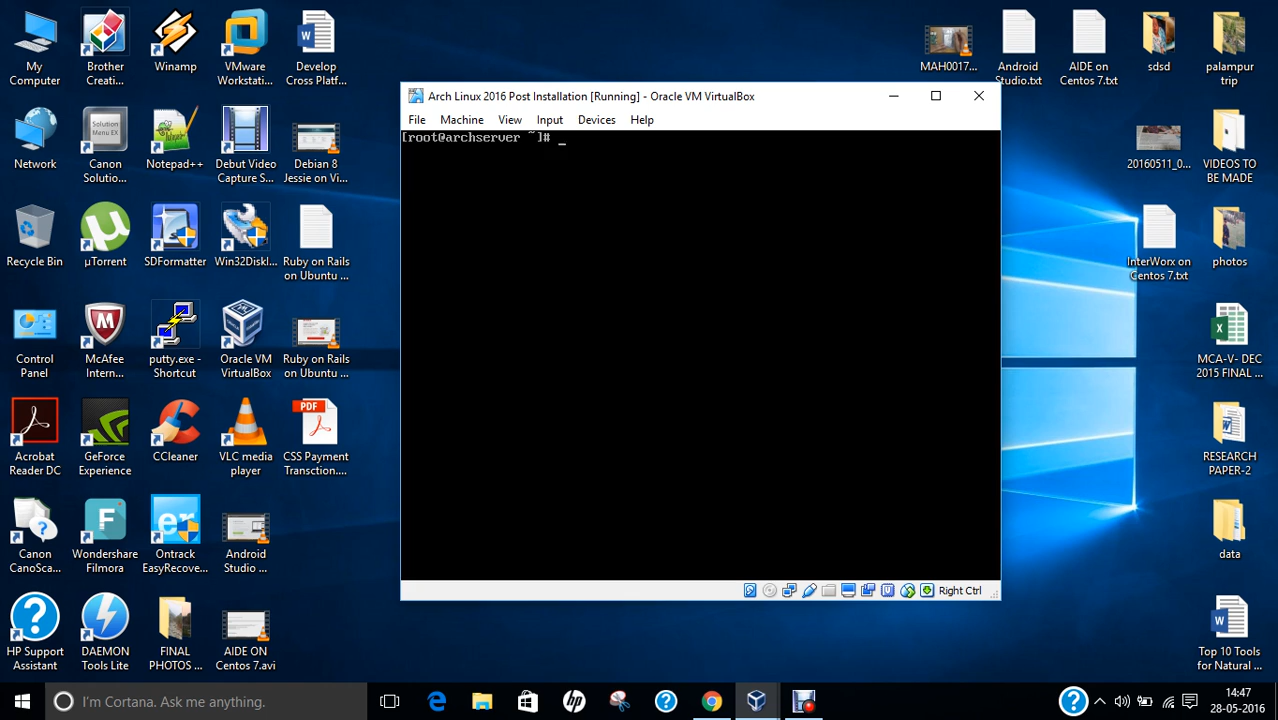 My
Computer
Brother
Creati...
Winamp
VMware
Workstati...
Develop
Cross Platf...
MAH0017...
Android
Studio.txt
AIDE on
Centos 7.txt
sdsd
palampur
trip
Arch Linux 2016 Post Installation [Running] - Oracle VM VirtualBox
File Machine View Input Devices Help
[root@archserver ~]# _
Network
Solution
Menu EX
Canon
Solutio...
Notepad++
Debut Video
Capture S...
Debian 8
Jessie on Vi...
20160511_0...
VIDEOS TO
BE MADE
Recycle Bin
µTorrent
SDFormatter
Win32DiskI...
Ruby on Rails
on Ubuntu ...
InterWorx on
Centos 7.txt
photos
Control
Panel
McAfee
Intern...
putty.exe -
Shortcut
Oracle VM
VirtualBox
Ruby on Rails
on Ubuntu ...
MCA-V- DEC
2015 FINAL ...
Acrobat
Reader DC
GeForce
Experience
CCleaner
VLC media
player
PDF
CSS Payment
Transction....
RESEARCH
PAPER-2
Canon
CanoSca...
Wondershare
Filmora
er
Ontrack
EasyRecove...
Android
Studio ...
data
Right Ctrl
HP Support
Assistant
DAEMON
Tools Lite
FINAL
PHOTOS ...
AIDE ON
Centos 7.avi
Top 10 Tools
for Natural ...
I'm Cortana. Ask me anything.
hp
14:47
28-05-2016